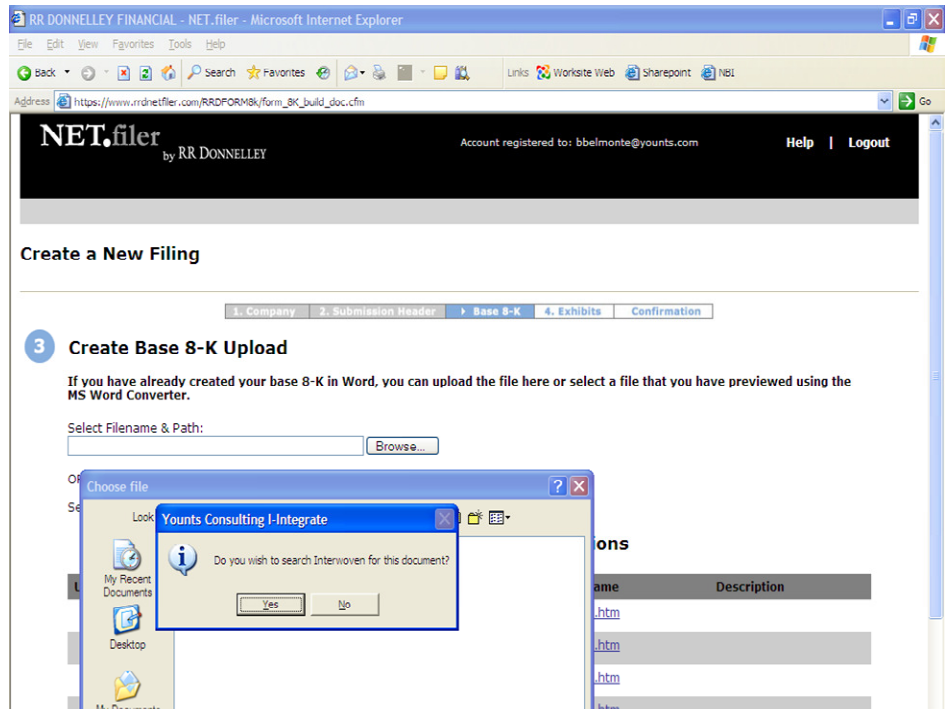 RR DONNELLEY FINANCIAL - NET.filer - Microsoft Internet Explorer
File Edit View Favorites Tools Help
Back Search Favorites Links Worksite Web Sharepoint NBI
Address https://www.rrdnetfiler.com/RRDFORM8k/form_8K_build_doc.cfm Go
NET.filer
by RR DONNELLEY
Account registered to: bbelmonte@younts.com Help | Logout
Create a New Filing
1. Company 2. Submission Header Base 8-K 4. Exhibits Confirmation
3 Create Base 8-K Upload
If you have already created your base 8-K in Word, you can upload the file here or select a file that you have previewed using the
MS Word Converter.
Select Filename & Path:
Browse...
Choose file
Look
Younts Consulting I-Integrate
Do you wish to search Interwoven for this document?
Yes No
My Recent
Documents
Desktop
My Documents
ions
ame Description
.htm
.htm
.htm
.htm